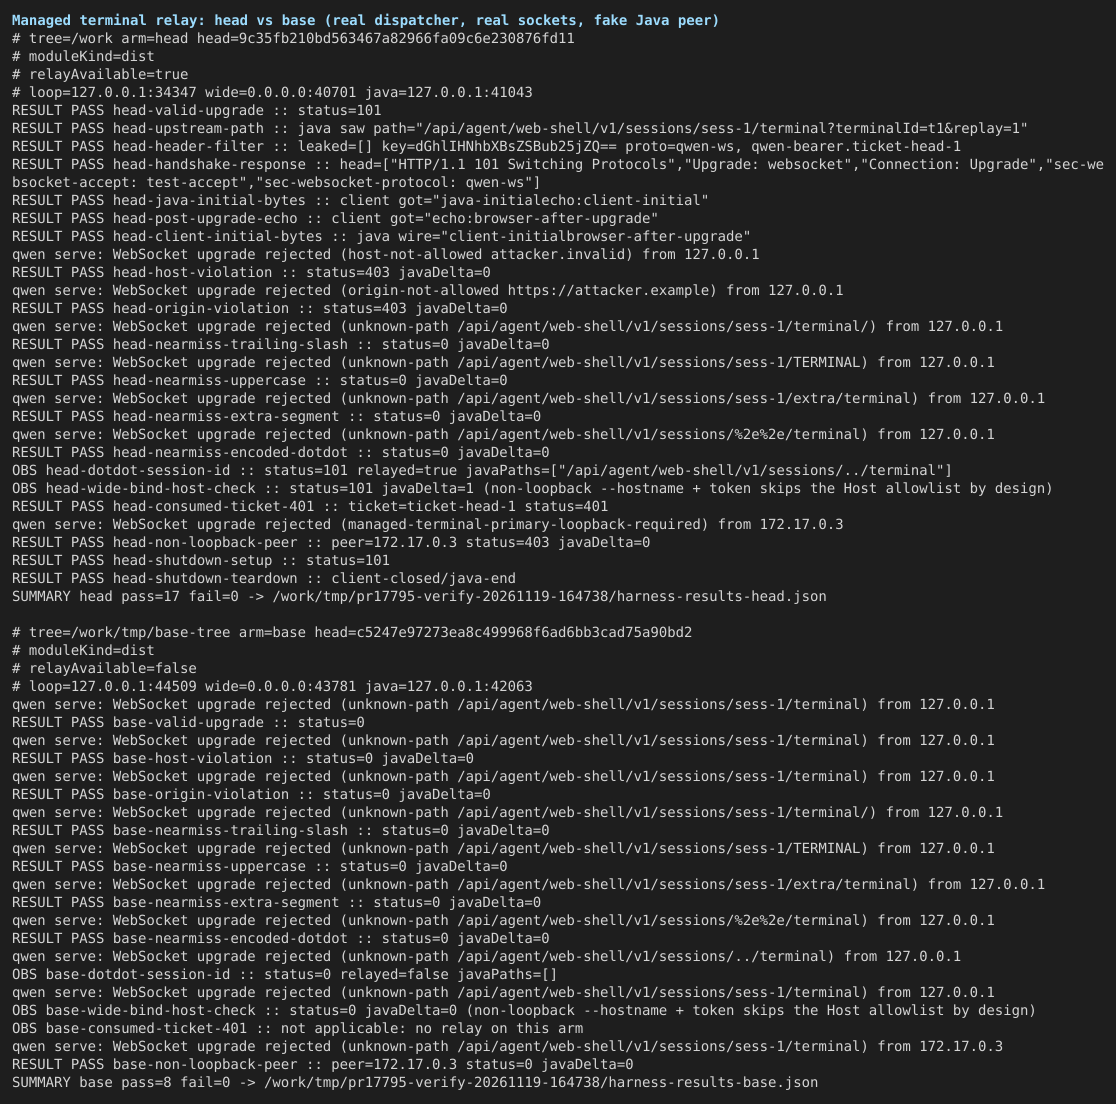 Managed terminal relay: head vs base (real dispatcher, real sockets, fake Java peer)
# tree=/work arm=head head=9c35fb210bd563467a82966fa09c6e230876fd11
# moduleKind=dist
# relayAvailable=true
# loop=127.0.0.1:34347 wide=0.0.0.0:40701 java=127.0.0.1:41043
RESULT PASS head-valid-upgrade :: status=101
RESULT PASS head-upstream-path :: java saw path="/api/agent/web-shell/v1/sessions/sess-1/terminal?terminalId=t1&replay=1"
RESULT PASS head-header-filter :: leaked=[] key=dGhlIHNhbXBsZSBub25jZQ== proto=qwen-ws, qwen-bearer.ticket-head-1
RESULT PASS head-handshake-response :: head=["HTTP/1.1 101 Switching Protocols","Upgrade: websocket","Connection: Upgrade","sec-we
bsocket-accept: test-accept","sec-websocket-protocol: qwen-ws"]
RESULT PASS head-java-initial-bytes :: client got="java-initialecho:client-initial"
RESULT PASS head-post-upgrade-echo :: client got="echo:browser-after-upgrade"
RESULT PASS head-client-initial-bytes :: java wire="client-initialbrowser-after-upgrade"
qwen serve: WebSocket upgrade rejected (host-not-allowed attacker.invalid) from 127.0.0.1
RESULT PASS head-host-violation :: status=403 javaDelta=0
qwen serve: WebSocket upgrade rejected (origin-not-allowed https://attacker.example) from 127.0.0.1
RESULT PASS head-origin-violation :: status=403 javaDelta=0
qwen serve: WebSocket upgrade rejected (unknown-path /api/agent/web-shell/v1/sessions/sess-1/terminal/) from 127.0.0.1
RESULT PASS head-nearmiss-trailing-slash :: status=0 javaDelta=0
qwen serve: WebSocket upgrade rejected (unknown-path /api/agent/web-shell/v1/sessions/sess-1/TERMINAL) from 127.0.0.1
RESULT PASS head-nearmiss-uppercase :: status=0 javaDelta=0
qwen serve: WebSocket upgrade rejected (unknown-path /api/agent/web-shell/v1/sessions/sess-1/extra/terminal) from 127.0.0.1
RESULT PASS head-nearmiss-extra-segment :: status=0 javaDelta=0
qwen serve: WebSocket upgrade rejected (unknown-path /api/agent/web-shell/v1/sessions/%2e%2e/terminal) from 127.0.0.1
RESULT PASS head-nearmiss-encoded-dotdot :: status=0 javaDelta=0
OBS head-dotdot-session-id :: status=101 relayed=true javaPaths=["/api/agent/web-shell/v1/sessions/../terminal"]
OBS head-wide-bind-host-check :: status=101 javaDelta=1 (non-loopback --hostname + token skips the Host allowlist by design)
RESULT PASS head-consumed-ticket-401 :: ticket=ticket-head-1 status=401
qwen serve: WebSocket upgrade rejected (managed-terminal-primary-loopback-required) from 172.17.0.3
RESULT PASS head-non-loopback-peer :: peer=172.17.0.3 status=403 javaDelta=0
RESULT PASS head-shutdown-setup :: status=101
RESULT PASS head-shutdown-teardown :: client-closed/java-end
SUMMARY head pass=17 fail=0 -> /work/tmp/pr17795-verify-20261119-164738/harness-results-head.json
# tree=/work/tmp/base-tree arm=base head=c5247e97273ea8c499968f6ad6bb3cad75a90bd2
# moduleKind=dist
# relayAvailable=false
# loop=127.0.0.1:44509 wide=0.0.0.0:43781 java=127.0.0.1:42063
qwen serve: WebSocket upgrade rejected (unknown-path /api/agent/web-shell/v1/sessions/sess-1/terminal) from 127.0.0.1
RESULT PASS base-valid-upgrade :: status=0
qwen serve: WebSocket upgrade rejected (unknown-path /api/agent/web-shell/v1/sessions/sess-1/terminal) from 127.0.0.1
RESULT PASS base-host-violation :: status=0 javaDelta=0
qwen serve: WebSocket upgrade rejected (unknown-path /api/agent/web-shell/v1/sessions/sess-1/terminal) from 127.0.0.1
RESULT PASS base-origin-violation :: status=0 javaDelta=0
qwen serve: WebSocket upgrade rejected (unknown-path /api/agent/web-shell/v1/sessions/sess-1/terminal/) from 127.0.0.1
RESULT PASS base-nearmiss-trailing-slash :: status=0 javaDelta=0
qwen serve: WebSocket upgrade rejected (unknown-path /api/agent/web-shell/v1/sessions/sess-1/TERMINAL) from 127.0.0.1
RESULT PASS base-nearmiss-uppercase :: status=0 javaDelta=0
qwen serve: WebSocket upgrade rejected (unknown-path /api/agent/web-shell/v1/sessions/sess-1/extra/terminal) from 127.0.0.1
RESULT PASS base-nearmiss-extra-segment :: status=0 javaDelta=0
qwen serve: WebSocket upgrade rejected (unknown-path /api/agent/web-shell/v1/sessions/%2e%2e/terminal) from 127.0.0.1
RESULT PASS base-nearmiss-encoded-dotdot :: status=0 javaDelta=0
qwen serve: WebSocket upgrade rejected (unknown-path /api/agent/web-shell/v1/sessions/../terminal) from 127.0.0.1
OBS base-dotdot-session-id :: status=0 relayed=false javaPaths=[]
qwen serve: WebSocket upgrade rejected (unknown-path /api/agent/web-shell/v1/sessions/sess-1/terminal) from 127.0.0.1
OBS base-wide-bind-host-check :: status=0 javaDelta=0 (non-loopback --hostname + token skips the Host allowlist by design)
OBS base-consumed-ticket-401 :: not applicable: no relay on this arm
qwen serve: WebSocket upgrade rejected (unknown-path /api/agent/web-shell/v1/sessions/sess-1/terminal) from 172.17.0.3
RESULT PASS base-non-loopback-peer :: peer=172.17.0.3 status=0 javaDelta=0
SUMMARY base pass=8 fail=0 -> /work/tmp/pr17795-verify-20261119-164738/harness-results-base.json